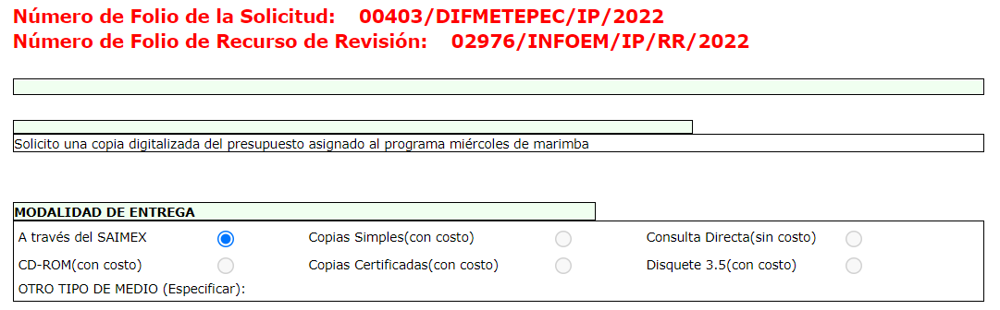 Número de Folio de la Solicitud: 00403/DIFMETEPEC/IP/2022
Número de Folio de Recurso de Revisión: 02976/INFOEM/IP/RR/2022
Solicito una copia digitalizada del presupuesto asignado al programa miércoles de marimba
MODALIDAD DE ENTREGA
A través del SAIMEX Copias Simples(con costo) Consulta Directa(sin costo)
CD-ROM(con costo) Copias Certificadas(con costo) Disquete 3.5(con costo)
OTRO TIPO DE MEDIO (Especificar):